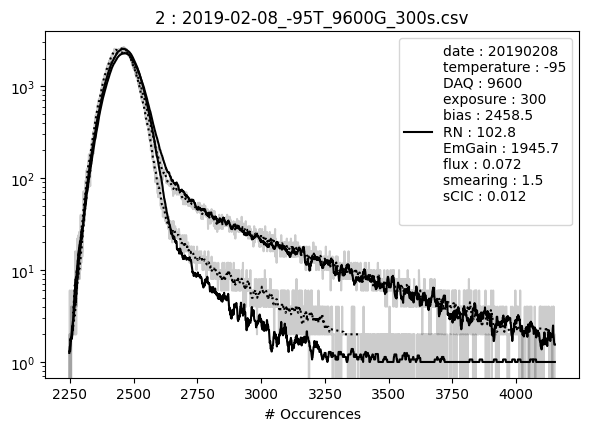 2 : 2019-02-08_-95T_9600G_300s.csv
date : 20190208
temperature : -95
DAQ : 9600
exposure : 300
bias : 2458.5
RN : 102.8
EmGain : 1945.7
flux : 0.072
smearing : 1.5
sCIC : 0.012
10³
10²
10¹
10⁰
2250 2500 2750 3000 3250 3500 3750 4000
# Occurences